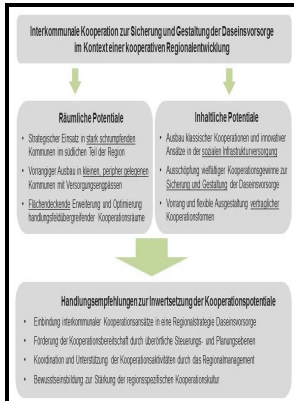 Interkommunale Kooperation zur Sicherung und Gestaltung der Daseinsvorsorge
im Kontext einer kooperativen Regionalentwicklung
Räumliche Potentiale
• Strategischer Einsatz in stark schrumpfenden
Kommunen im südlichen Teil der Region
• Vorrangiger Ausbau in kleinen, peripher gelegenen
Kommunen mit Versorgungsengpässen
• Flächendeckende Erweiterung und Optimierung
handlungsfeldübergreifender Kooperationsräume
Inhaltliche Potentiale
• Ausbau klassischer Kooperationen und innovativer
Ansätze in der sozialen Infrastrukturversorgung
• Ausschöpfung vielfältiger Kooperationsgewinne zur
Sicherung und Gestaltung der Daseinsvorsorge
• Vorrang und flexible Ausgestaltung vertraglicher
Kooperationsformen
Handlungsempfehlungen zur Inwertsetzung der Kooperationspotentiale
• Einbindung interkommunaler Kooperationsansätze in eine Regionalstrategie Daseinsvorsorge
• Förderung der Kooperationsbereitschaft durch überörtliche Steuerungs- und Planungsebenen
• Koordination und Unterstützung der Kooperationsaktivitäten durch das Regionalmanagement
• Bewusstseinsbildung zur Stärkung der regionsspezifischen Kooperationskultur